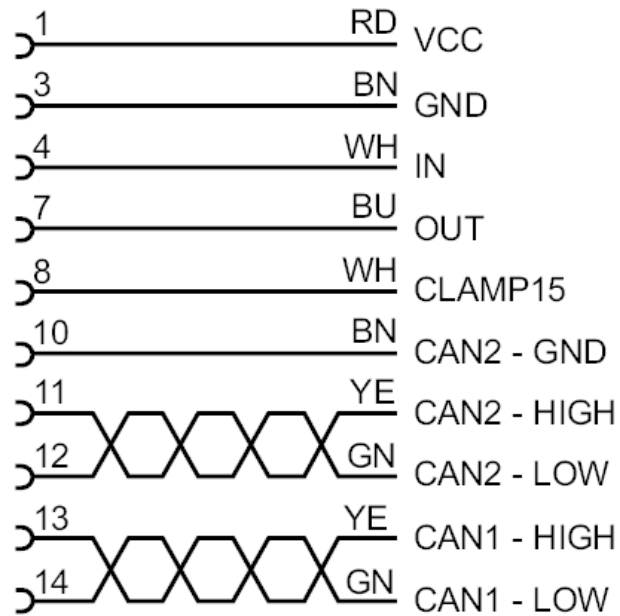 1 RD VCC
3 BN GND
4 WH IN
7 BU OUT
8 WH CLAMP15
10 BN CAN2 - GND
11 YE CAN2 - HIGH
12 GN CAN2 - LOW
13 YE CAN1 - HIGH
14 GN CAN1 - LOW